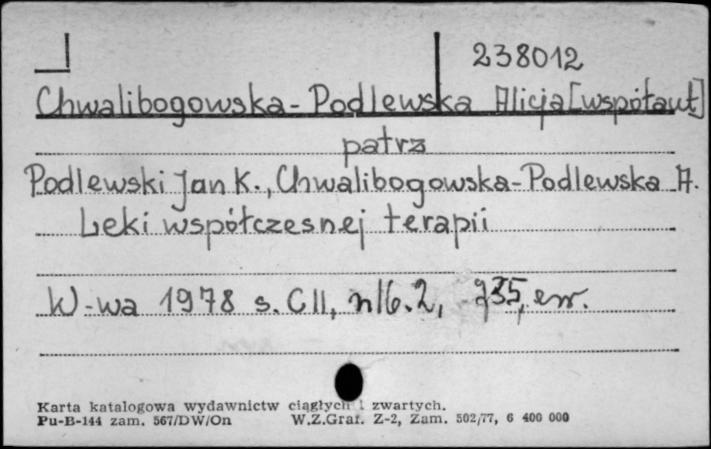 238012
Chwalibogowska-Podlewska Alicja [współaut.]
patrz
Podlewski Jan K., Chwalibogowska-Podlewska A.
Leki współczesnej terapii
W-wa 1978 s. CII, nlb. 2, 735, err.
Karta katalogowa wydawnictw ciągłych i zwartych.
Pu-B-144 zam. 567/DW/On W.Z.Graf. Z-2, Zam. 502/77, 6 400 000